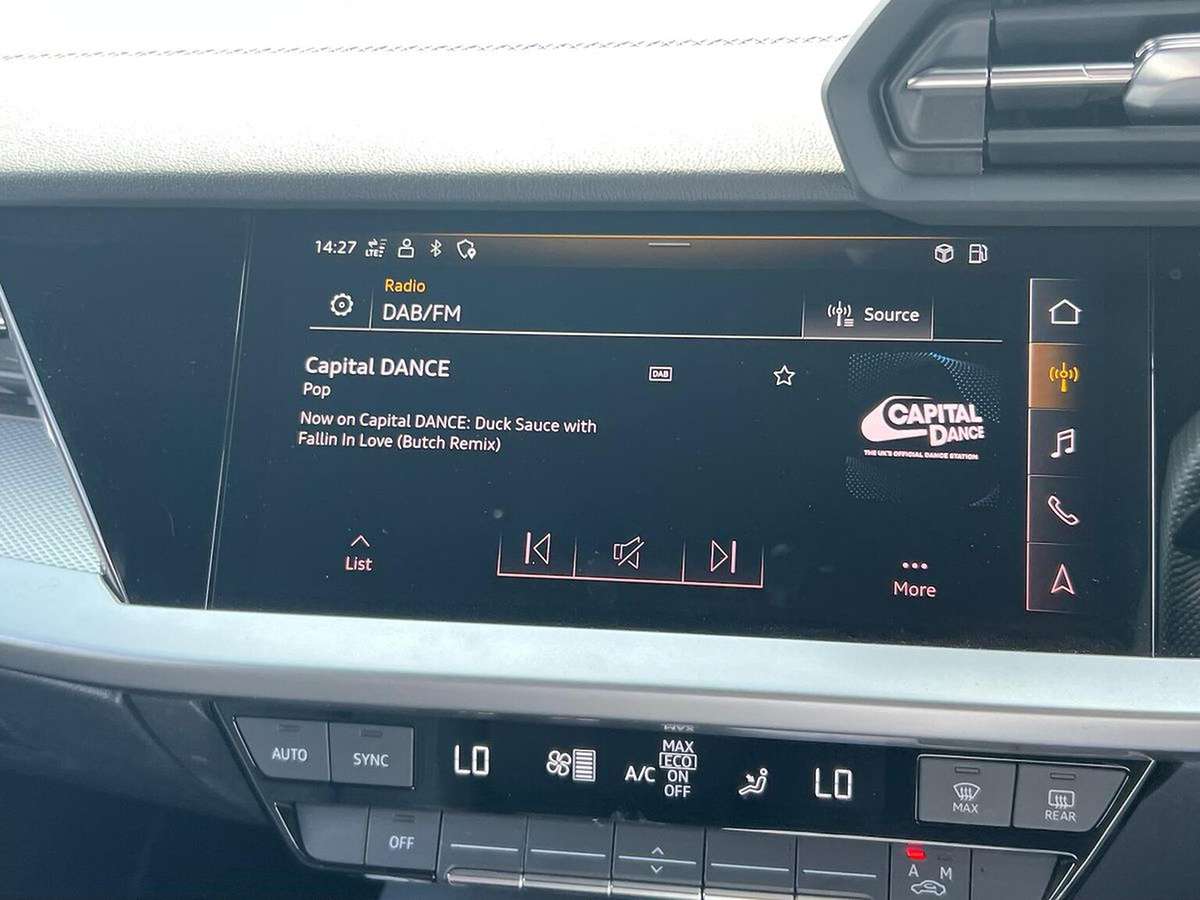 14:27 LTE
Radio
DAB/FM
Source
Capital DANCE
DAB
Pop
Now on Capital DANCE: Duck Sauce with
Fallin In Love (Butch Remix)
CAPITAL
DANCE
THE UK'S OFFICIAL DANCE STATION
List
More
AUTO
SYNC
LO
A/C
MAX
ECO
ON
OFF
LO
MAX
REAR
OFF
A M